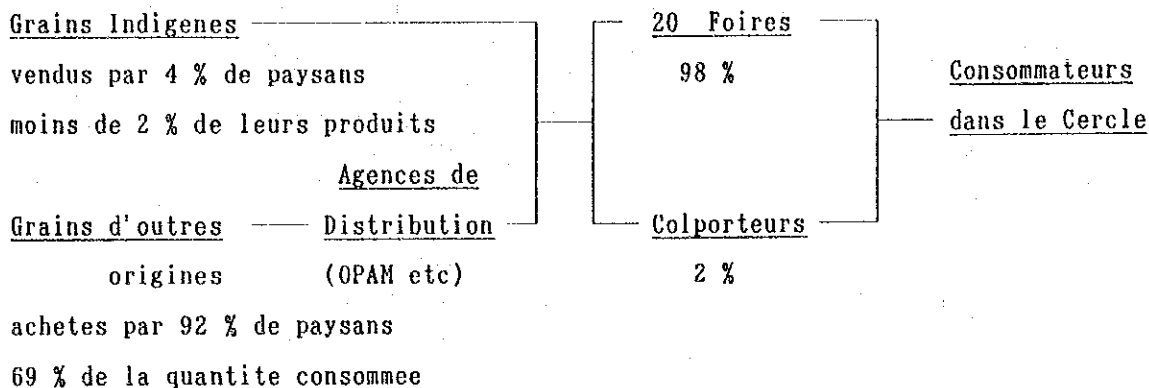 Grains Indigenes
vendus par 4 % de paysans
moins de 2 % de leurs produits
Agences de
Grains d'outres
Distribution
origines
(OPAM etc)
achetes par 92 % de paysans
69 % de la quantite consommee
20 Foires
98 %
Colporteurs
2 %
Consommateurs
dans le Cercle